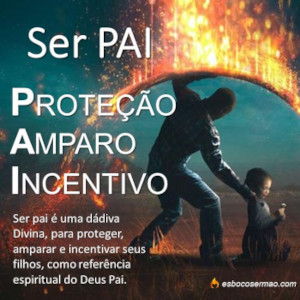 Ser PAI
PROTEÇÃO
AMPARO
INCENTIVO
Ser pai é uma dádiva
Divina, para proteger,
amparar e incentivar seus
filhos, como referência
espiritual do Deus Pai.
esbocosermao.com